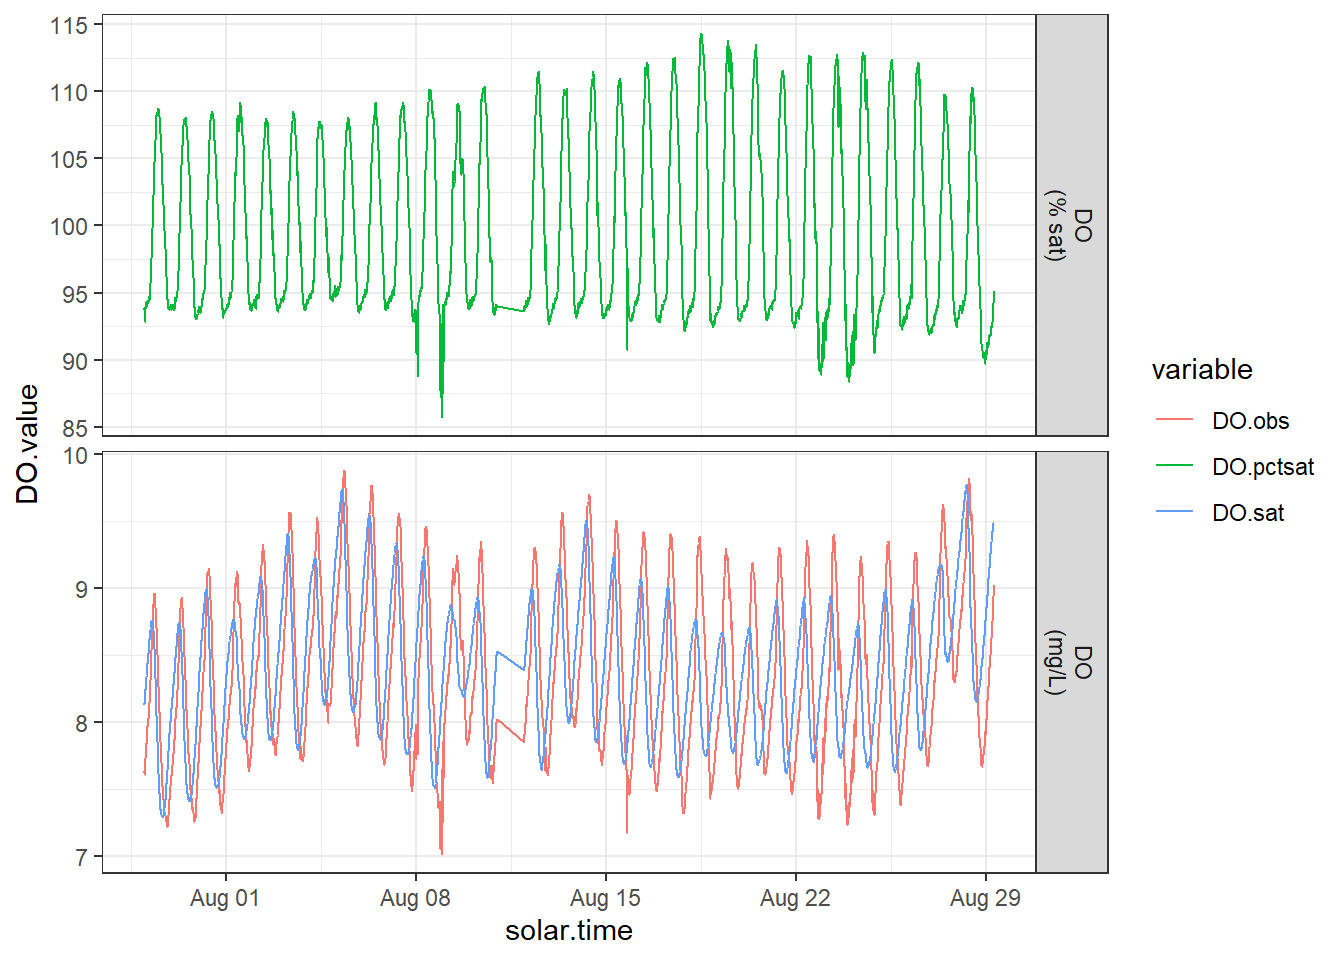 115
110
105
100
95
90
85
DO
(% sat)
10
9
8
7
DO
(mg/L)
DO.value
Aug 01
Aug 08
Aug 15
Aug 22
Aug 29
solar.time
variable
DO.obs
DO.pctsat
DO.sat